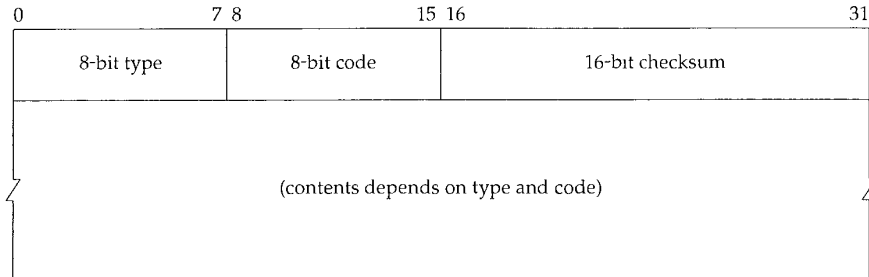 0 7 8 15 16 31
8-bit type 8-bit code 16-bit checksum
(contents depends on type and code)